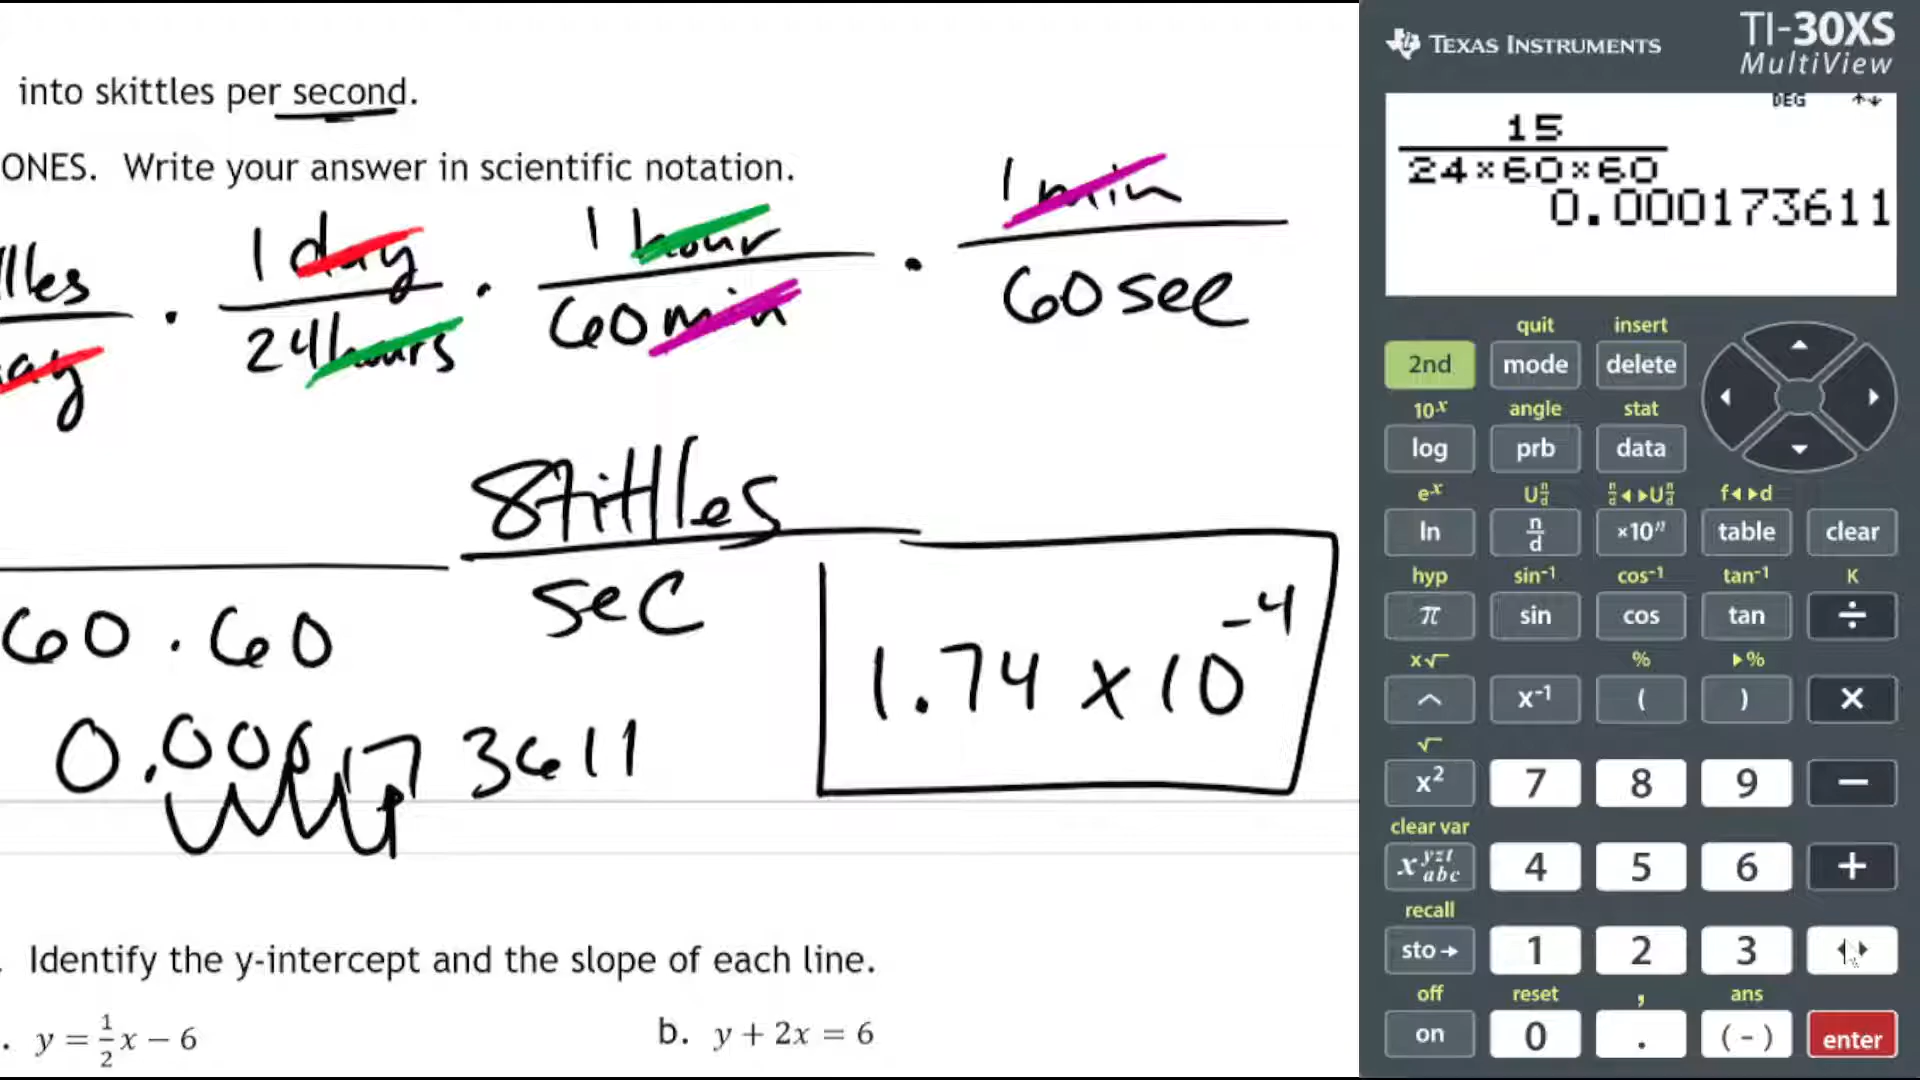 into skittles per second.
ONES. Write your answer in scientific notation.
lles · 1 day · 1 hour · 1 min
ay 24 hours 60 min 60 sec
Skittles
sec
60 . 60
1.74 x 10^-4
0.000173611
. Identify the y-intercept and the slope of each line.
. y = 1/2 x − 6
b. y + 2x = 6
TEXAS INSTRUMENTS
TI-30XS
MultiView
DEG
15
24×60×60
0.000173611
quit insert
2nd mode delete
10ˣ angle stat
log prb data
eˣ U n/d n/d ◄►U n/d f◄►d
ln n/d ×10ⁿ table clear
hyp sin⁻¹ cos⁻¹ tan⁻¹ K
π sin cos tan ÷
x√ % ►%
^ x⁻¹ ( ) ×
√
x² 7 8 9 −
clear var
x yzt abc 4 5 6 +
recall
sto→ 1 2 3 ◄►
off reset , ans
on 0 . (-) enter